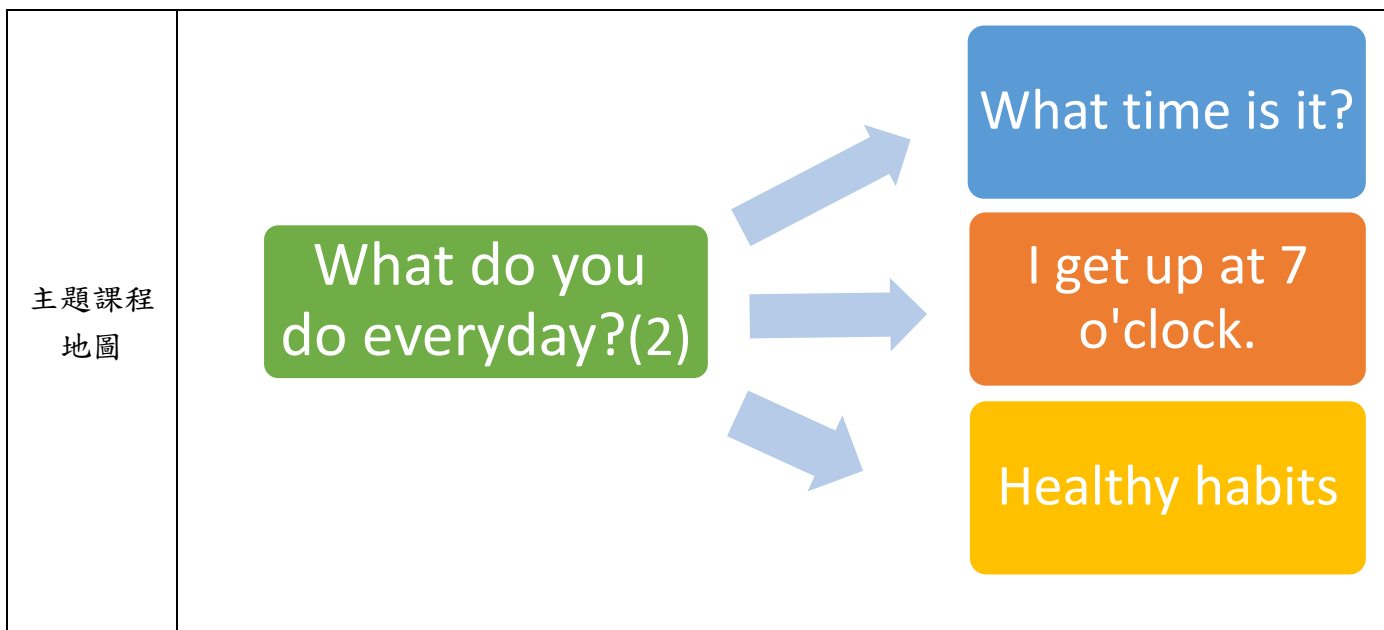 主題課程
地圖
What do you
do everyday?(2)
What time is it?
I get up at 7
o'clock.
Healthy habits